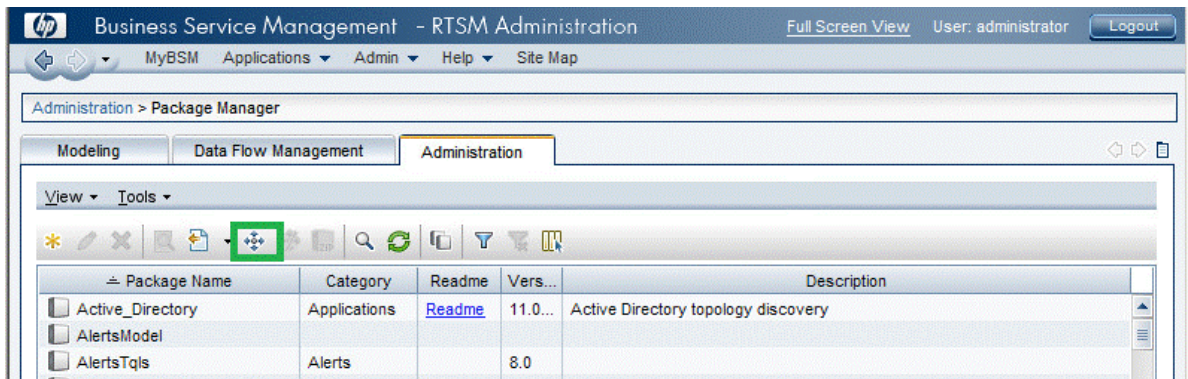 hp Business Service Management - RTSM Administration Full Screen View User: administrator Logout
MyBSM Applications Admin Help Site Map
Administration > Package Manager
Modeling Data Flow Management Administration
View Tools
Package Name Category Readme Vers... Description
Active_Directory Applications Readme 11.0... Active Directory topology discovery
AlertsModel
AlertsTqls Alerts 8.0